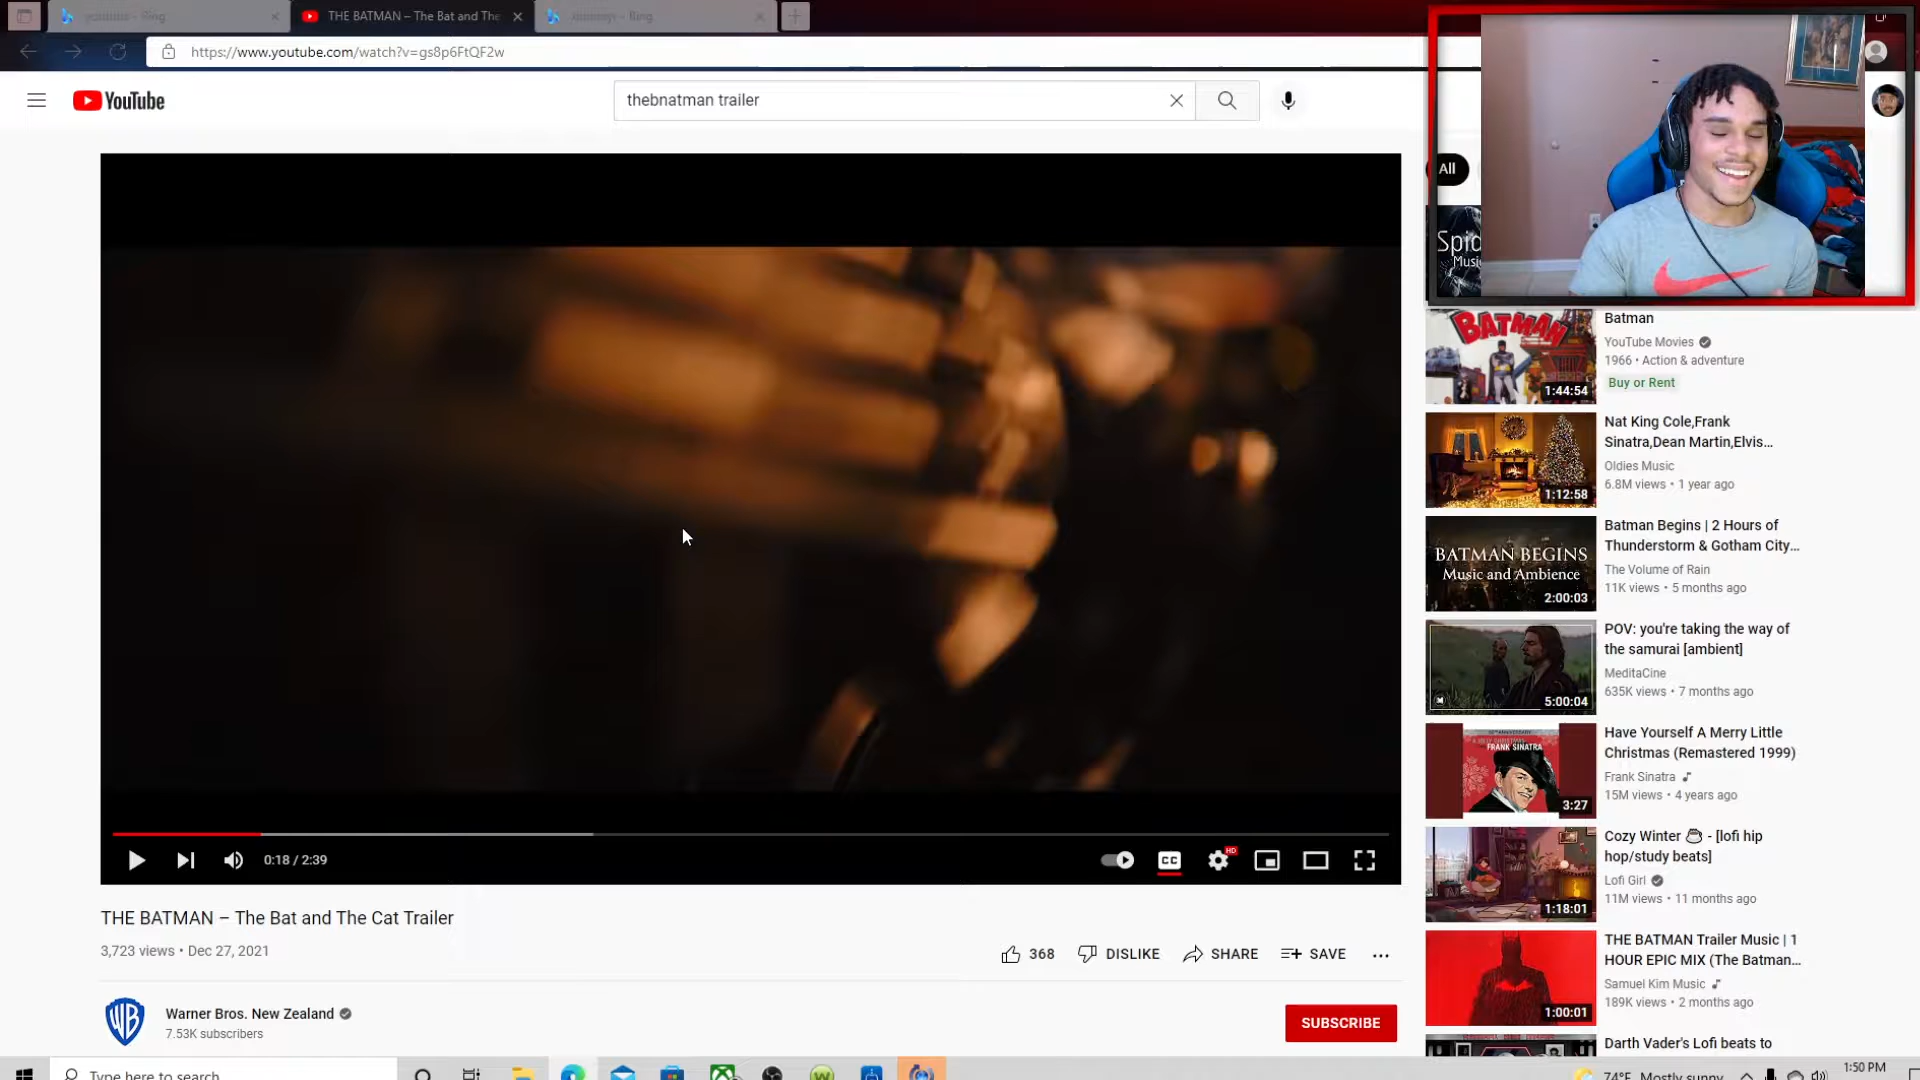 THE BATMAN – The Bat and The
https://www.youtube.com/watch?v=gs8p6FtQF2w
YouTube
thebnatman trailer
All
Spid
Musi
BATMAN
1:44:54
Batman
YouTube Movies
1966 • Action & adventure
Buy or Rent
1:12:58
Nat King Cole,Frank
Sinatra,Dean Martin,Elvis...
Oldies Music
6.8M views • 1 year ago
BATMAN BEGINS
Music and Ambience
2:00:03
Batman Begins | 2 Hours of
Thunderstorm & Gotham City...
The Volume of Rain
11K views • 5 months ago
5:00:04
POV: you're taking the way of
the samurai [ambient]
MeditaCine
635K views • 7 months ago
FRANK SINATRA
3:27
Have Yourself A Merry Little
Christmas (Remastered 1999)
Frank Sinatra
15M views • 4 years ago
1:18:01
Cozy Winter ☕ - [lofi hip
hop/study beats]
Lofi Girl
11M views • 11 months ago
1:00:01
THE BATMAN Trailer Music | 1
HOUR EPIC MIX (The Batman...
Samuel Kim Music
189K views • 2 months ago
Darth Vader's Lofi beats to
0:18 / 2:39
CC
HD
THE BATMAN – The Bat and The Cat Trailer
3,723 views • Dec 27, 2021
368
DISLIKE
SHARE
SAVE
WB
Warner Bros. New Zealand
7.53K subscribers
SUBSCRIBE
Type here to search
74°F Mostly sunny
1:50 PM